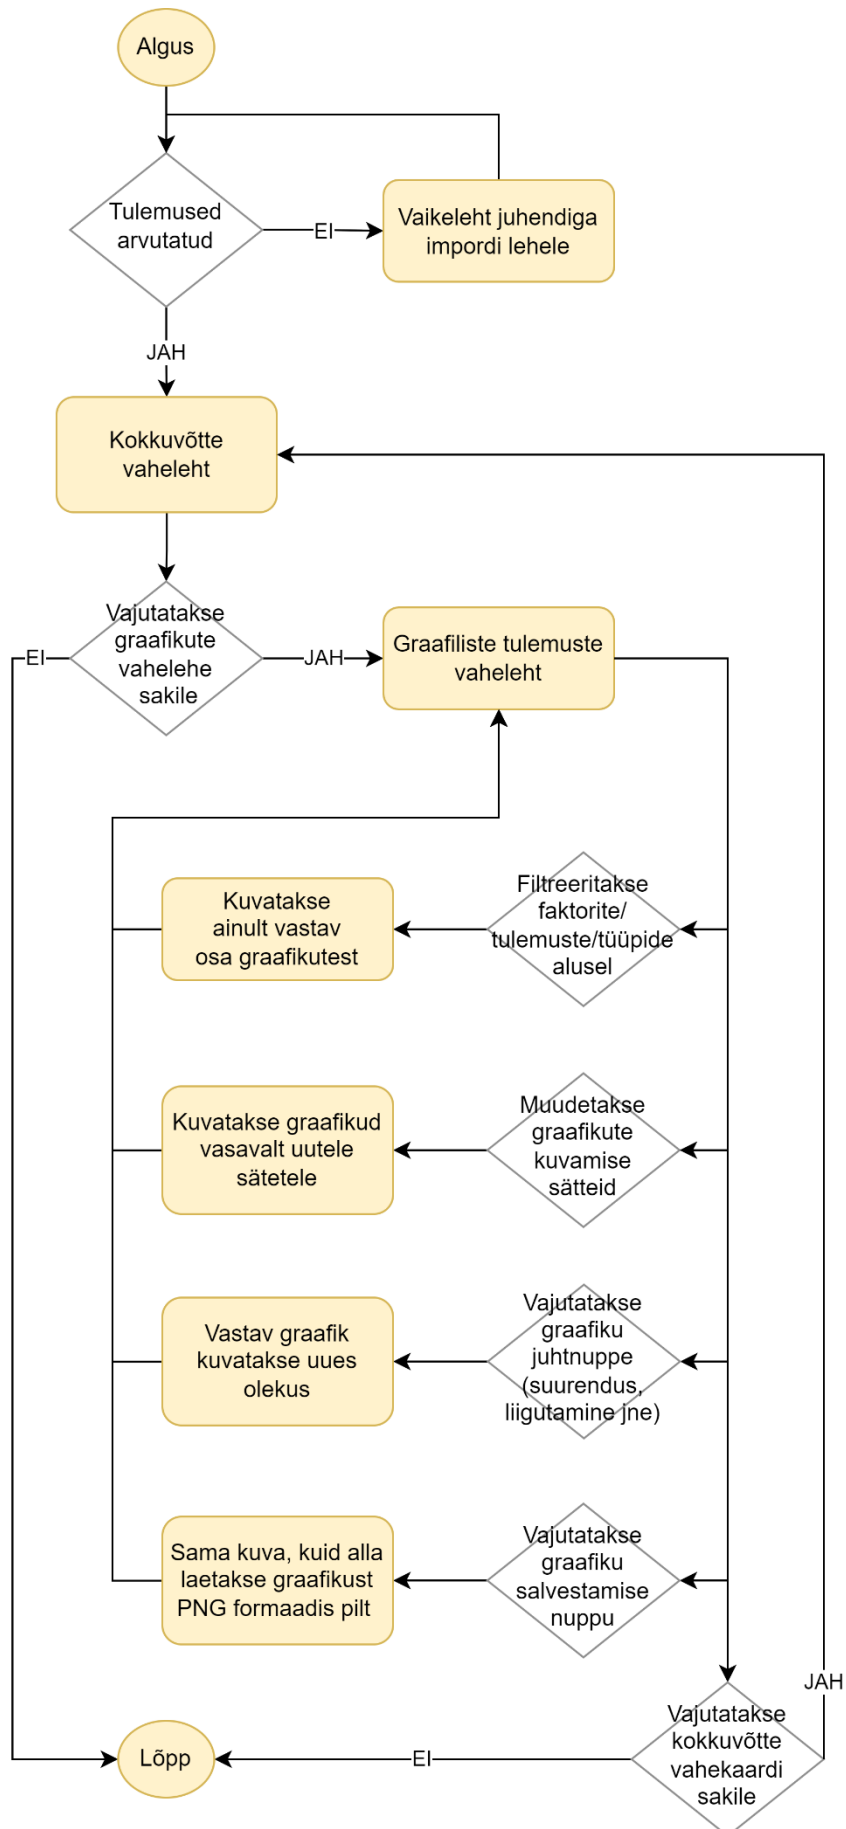 Algus
Tulemused
arvutatud
EI
Vaikeleht juhendiga
impordi lehele
JAH
Kokkuvõtte
vaheleht
Vajutatakse
graafikute
vahelehe
sakile
EI
JAH
Graafiliste tulemuste
vaheleht
Kuvatakse
ainult vastav
osa graafikutest
Filtreeritakse
faktorite/
tulemuste/tüüpide
alusel
Kuvatakse graafikud
vasavalt uutele
sätetele
Muudetakse
graafikute
kuvamise
sätteid
Vastav graafik
kuvatakse uues
olekus
Vajutatakse
graafiku
juhtnuppe
(suurendus,
liigutamine jne)
Sama kuva, kuid alla
laetakse graafikust
PNG formaadis pilt
Vajutatakse
graafiku
salvestamise
nuppu
JAH
Lõpp
EI
Vajutatakse
kokkuvõtte
vahekaardi
sakile